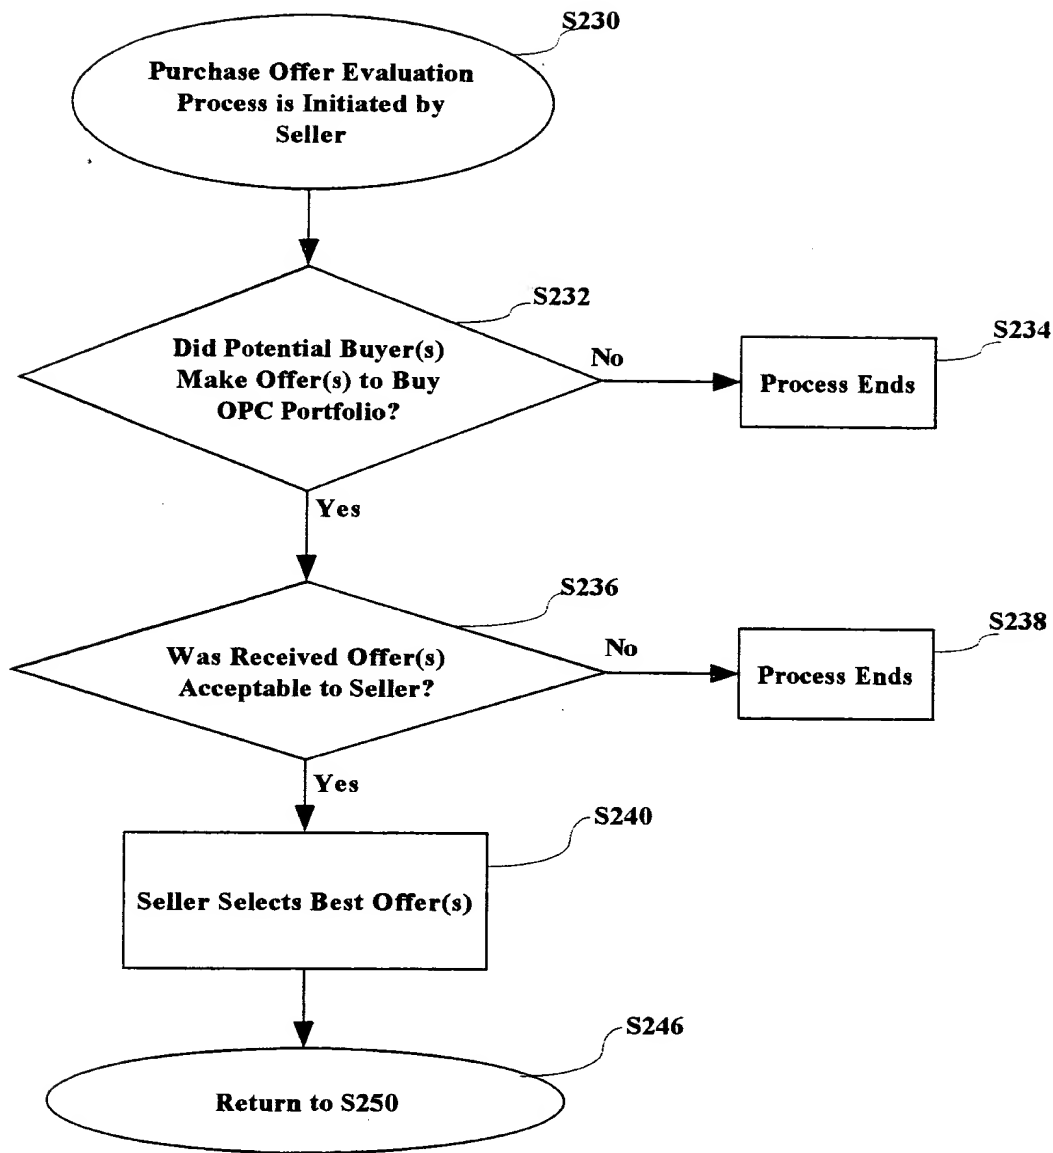 S230
Purchase Offer Evaluation
Process is Initiated by
Seller
S232
Did Potential Buyer(s)
Make Offer(s) to Buy
OPC Portfolio?
No
S234
Process Ends
Yes
S236
Was Received Offer(s)
Acceptable to Seller?
No
S238
Process Ends
Yes
S240
Seller Selects Best Offer(s)
S246
Return to S250